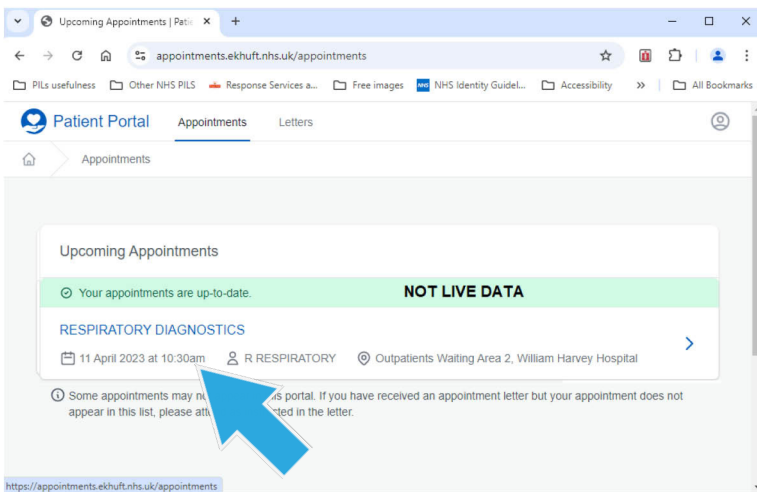 Upcoming Appointments | Patie
appointments.ekhuft.nhs.uk/appointments
PILs usefulness Other NHS PILS Response Services a... Free images NHS NHS Identity Guidel... Accessibility All Bookmarks
Patient Portal Appointments Letters
Appointments
Upcoming Appointments
Your appointments are up-to-date. NOT LIVE DATA
RESPIRATORY DIAGNOSTICS
11 April 2023 at 10:30am R RESPIRATORY Outpatients Waiting Area 2, William Harvey Hospital
Some appointments may portal. If you have received an appointment letter but your appointment does not
appear in this list, please in the letter.
https://appointments.ekhuft.nhs.uk/appointments